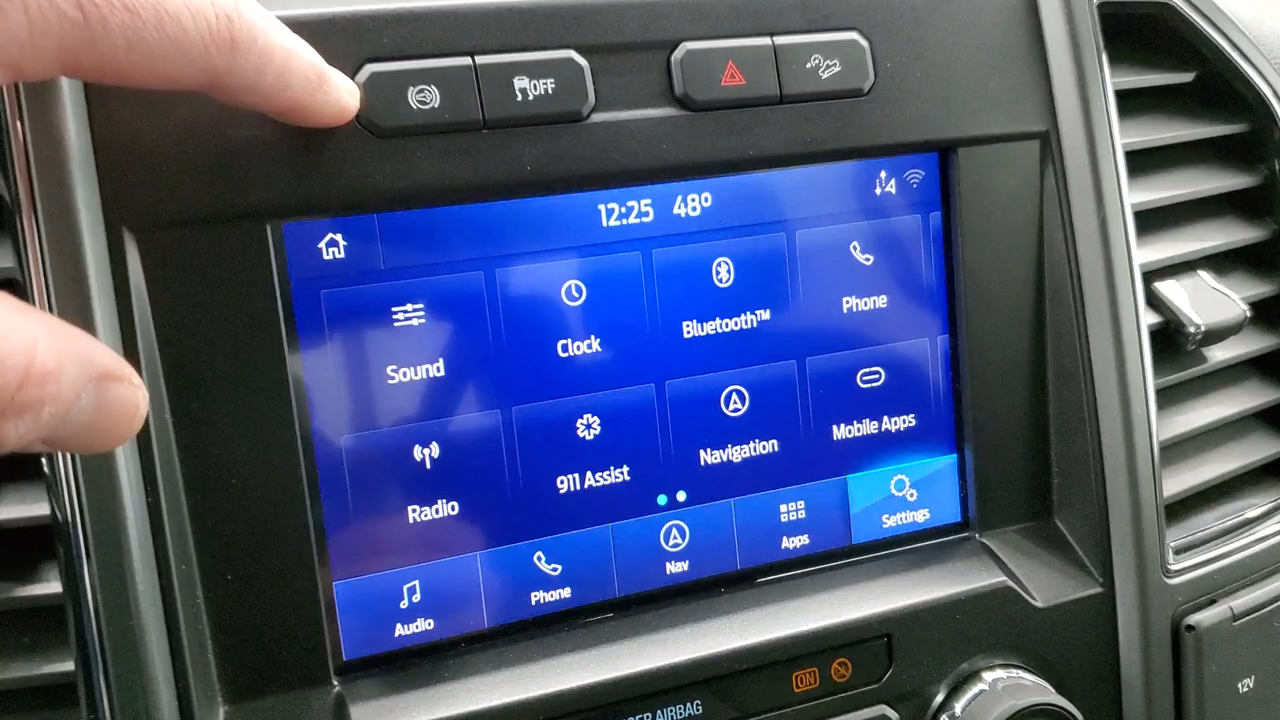 OFF
12:25 48°
Sound
Clock
Bluetooth™
Phone
Radio
911 Assist
Navigation
Mobile Apps
Audio
Phone
Nav
Apps
Settings
AIRBAG
ON
12V